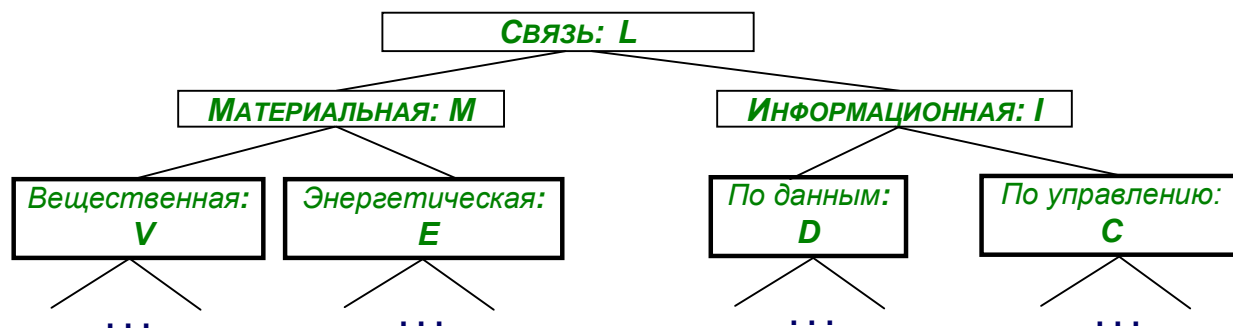 Связь: L
Материальная: M
Информационная: I
Вещественная:
V
Энергетическая:
E
По данным:
D
По управлению:
C
... ... ... ...